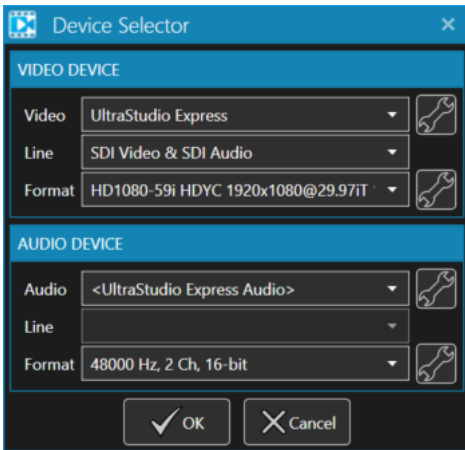 Device Selector
VIDEO DEVICE
Video UltraStudio Express
Line SDI Video & SDI Audio
Format HD1080-59i HDYC 1920x1080@29.97iT
AUDIO DEVICE
Audio <UltraStudio Express Audio>
Line
Format 48000 Hz, 2 Ch, 16-bit
OK Cancel